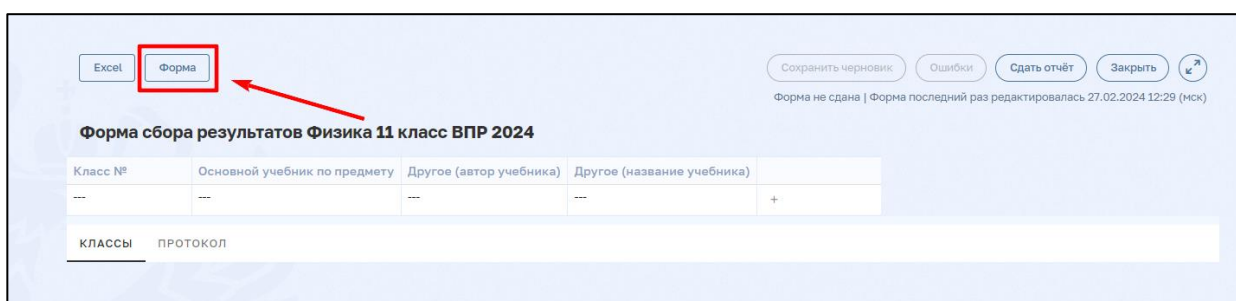 Excel Форма Сохранить черновик Ошибки Сдать отчёт Закрыть
Форма не сдана | Форма последний раз редактировалась 27.02.2024 12:29 (мск)
Форма сбора результатов Физика 11 класс ВПР 2024
Класс № Основной учебник по предмету Другое (автор учебника) Другое (название учебника)
--- --- --- --- +
КЛАССЫ ПРОТОКОЛ